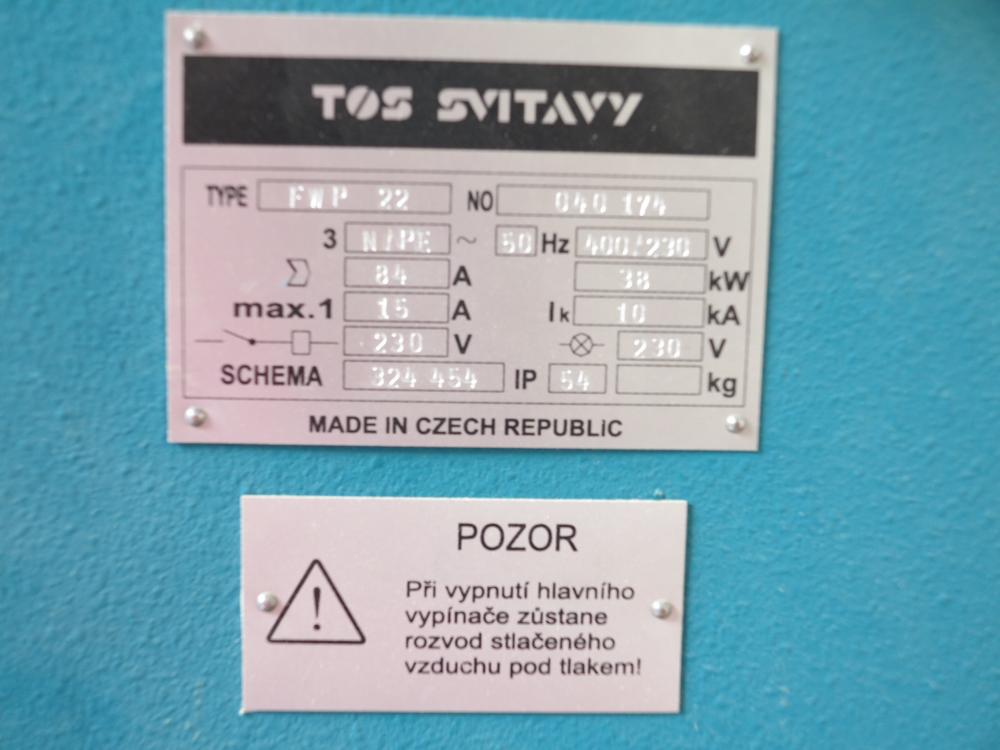 TOS SVITAVY
TYPE FWP 22 NO 040 174
3 N/PE ~ 50 Hz 400/230 V
Σ 84 A 38 kW
max.1 15 A Ik 10 kA
230 V 230 V
SCHEMA 324 454 IP 54 kg
MADE IN CZECH REPUBLIC
POZOR
Při vypnutí hlavního
vypínače zůstane
rozvod stlačeného
vzduchu pod tlakem!